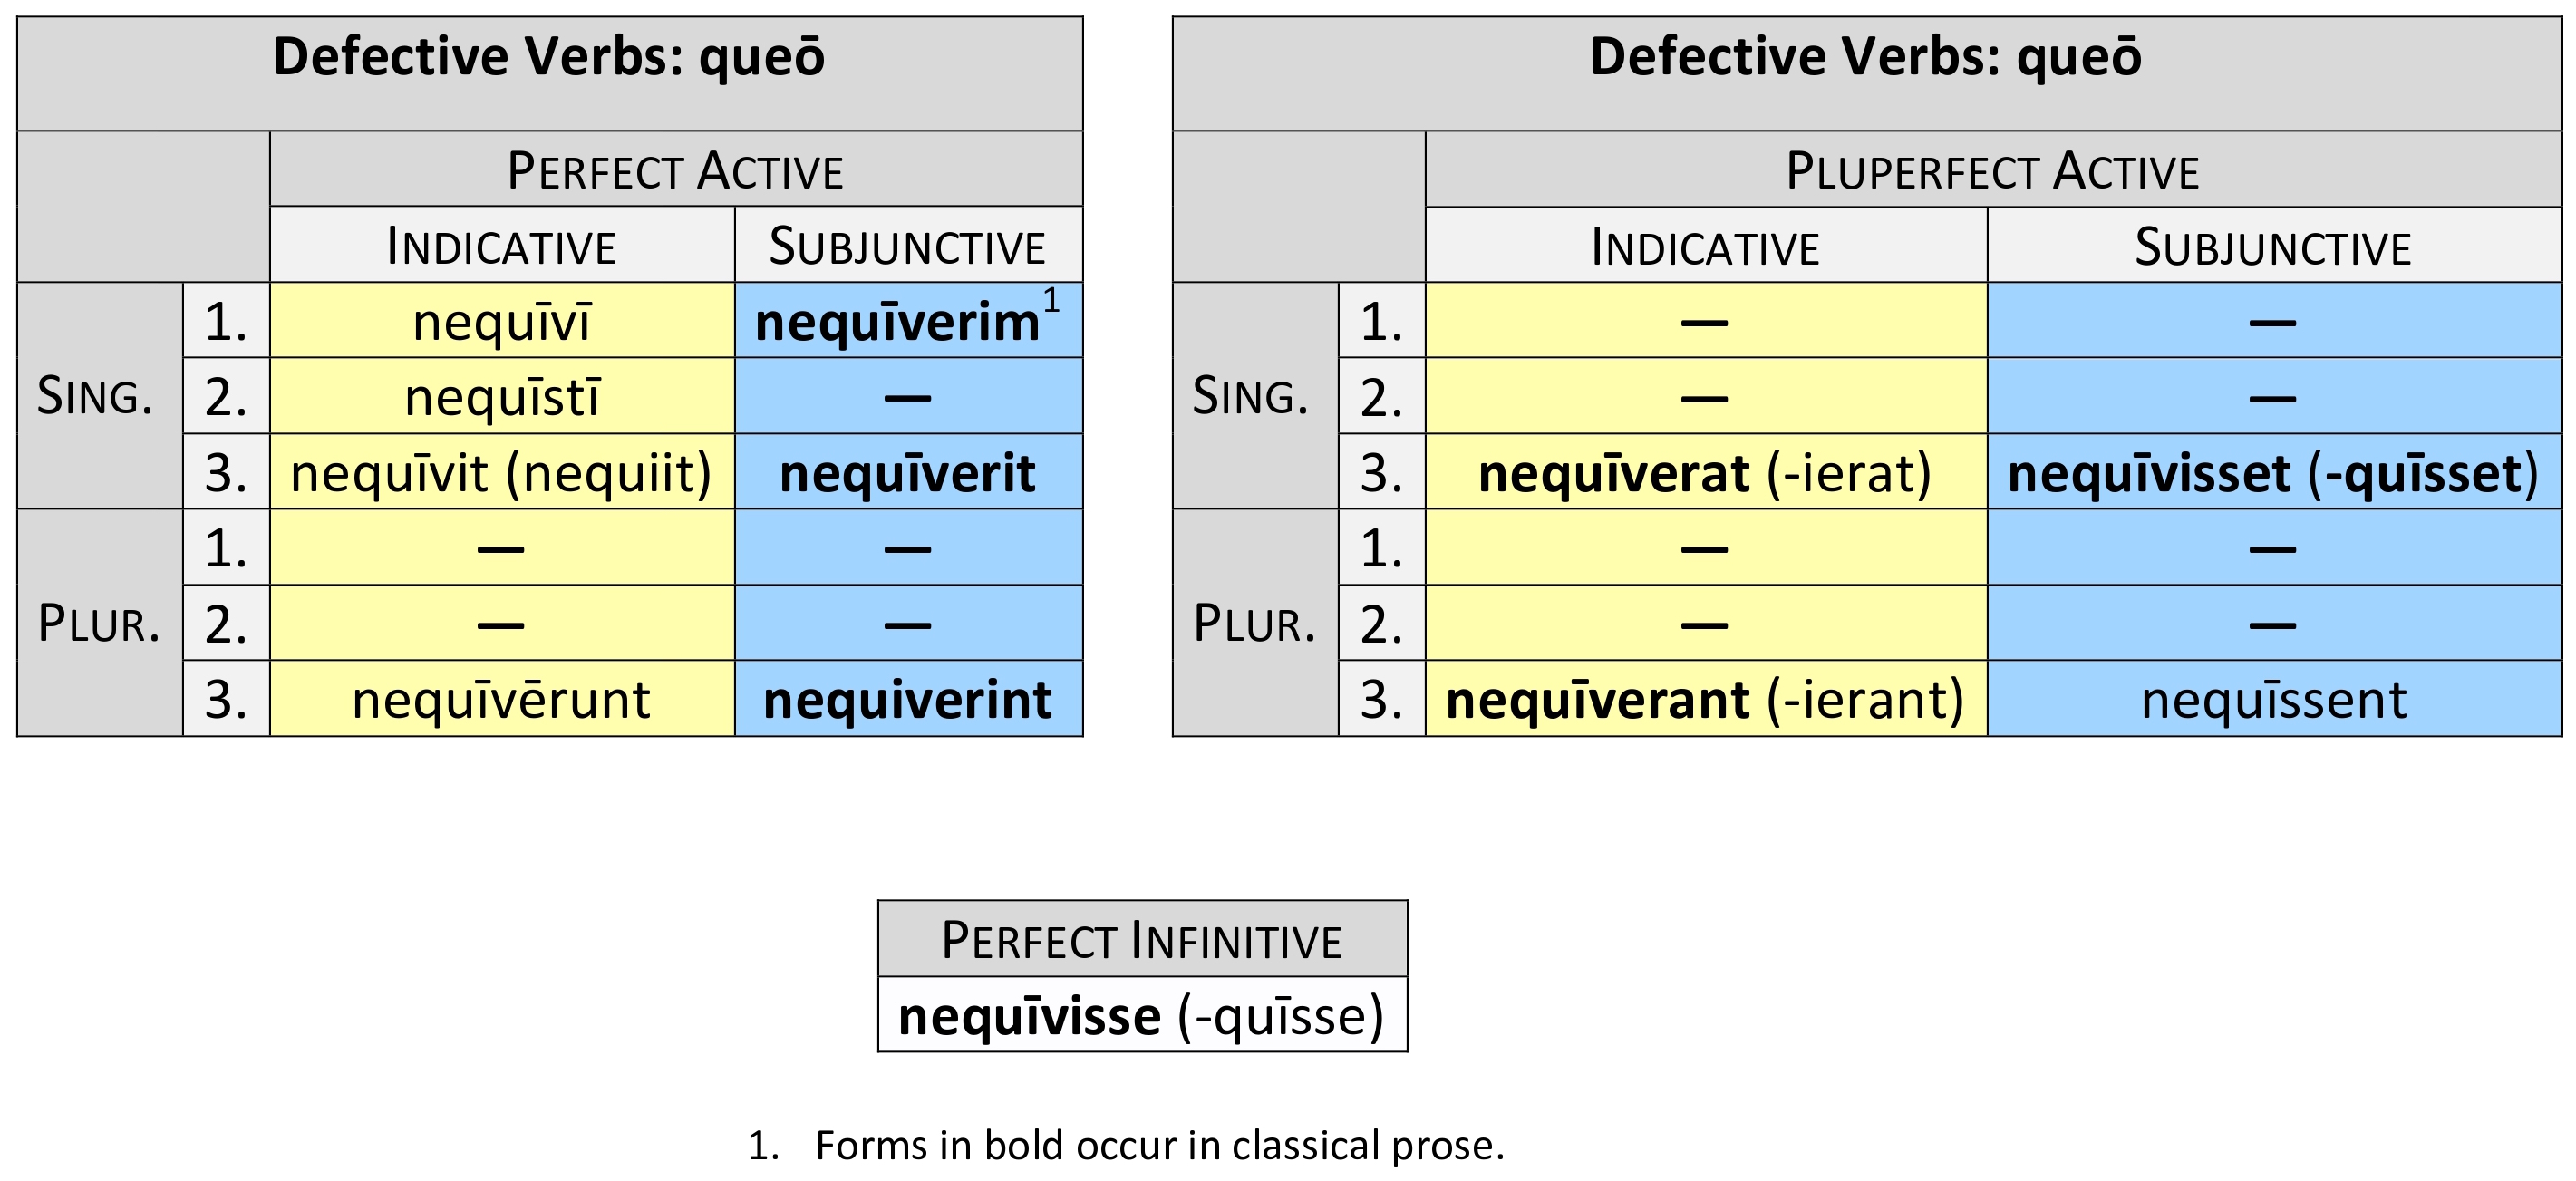 Defective Verbs: queō
PERFECT ACTIVE
INDICATIVE SUBJUNCTIVE
SING. 1. nequīvī nequīverim1
2. nequīstī —
3. nequīvit (nequiit) nequīverit
PLUR. 1. — —
2. — —
3. nequīvērunt nequiverint
Defective Verbs: queō
PLUPERFECT ACTIVE
INDICATIVE SUBJUNCTIVE
SING. 1. — —
2. — —
3. nequīverat (-ierat) nequīvisset (-quīsset)
PLUR. 1. — —
2. — —
3. nequīverant (-ierant) nequīssent
PERFECT INFINITIVE
nequīvisse (-quīsse)
1. Forms in bold occur in classical prose.